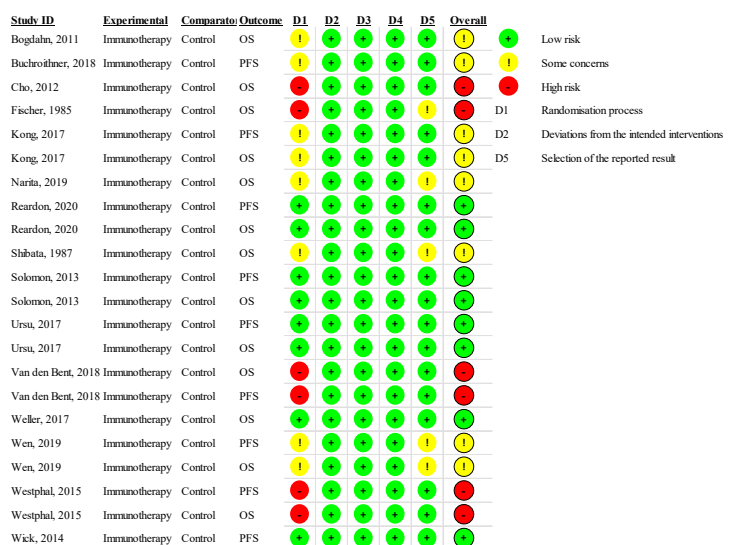 Study ID Experimental Comparator Outcome D1 D2 D3 D4 D5 Overall
Bogdahn, 2011 Immunotherapy Control OS ! + + + + ! + Low risk
Buchroithner, 2018 Immunotherapy Control PFS ! + + + + ! ! Some concerns
Cho, 2012 Immunotherapy Control OS - + + + + - - High risk
Fischer, 1985 Immunotherapy Control OS - + + + ! - D1 Randomisation process
Kong, 2017 Immunotherapy Control PFS ! + + + + ! D2 Deviations from the intended interventions
Kong, 2017 Immunotherapy Control OS ! + + + + ! D5 Selection of the reported result
Narita, 2019 Immunotherapy Control OS ! + + + ! !
Reardon, 2020 Immunotherapy Control PFS + + + + + +
Reardon, 2020 Immunotherapy Control OS + + + + + +
Shibata, 1987 Immunotherapy Control OS ! + + + ! !
Solomon, 2013 Immunotherapy Control PFS + + + + + +
Solomon, 2013 Immunotherapy Control OS + + + + + +
Ursu, 2017 Immunotherapy Control PFS + + + + + +
Ursu, 2017 Immunotherapy Control OS + + + + + +
Van den Bent, 2018 Immunotherapy Control OS - + + + + -
Van den Bent, 2018 Immunotherapy Control PFS - + + + + -
Weller, 2017 Immunotherapy Control OS + + + + + +
Wen, 2019 Immunotherapy Control PFS ! + + + ! !
Wen, 2019 Immunotherapy Control OS ! + + + ! !
Westphal, 2015 Immunotherapy Control PFS - + + + + -
Westphal, 2015 Immunotherapy Control OS - + + + + -
Wick, 2014 Immunotherapy Control PFS + + + + + +